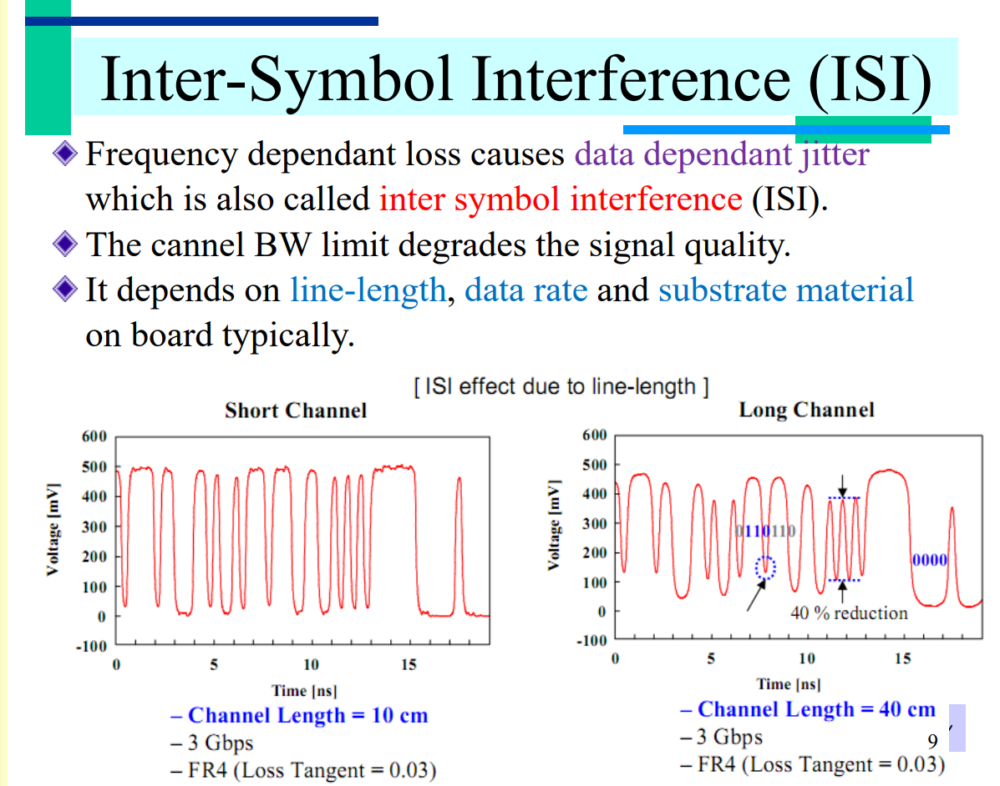 Inter-Symbol Interference (ISI)
Frequency dependant loss causes data dependant jitter
which is also called inter symbol interference (ISI).
The cannel BW limit degrades the signal quality.
It depends on line-length, data rate and substrate material
on board typically.
[ ISI effect due to line-length ]
Short Channel
600
500
400
300
200
100
0
-100
Voltage [mV]
0 5 10 15
Time [ns]
– Channel Length = 10 cm
– 3 Gbps
– FR4 (Loss Tangent = 0.03)
Long Channel
600
500
400
300
200
100
0
-100
Voltage [mV]
0110110
0000
40 % reduction
0 5 10 15
Time [ns]
– Channel Length = 40 cm
– 3 Gbps
– FR4 (Loss Tangent = 0.03)
9